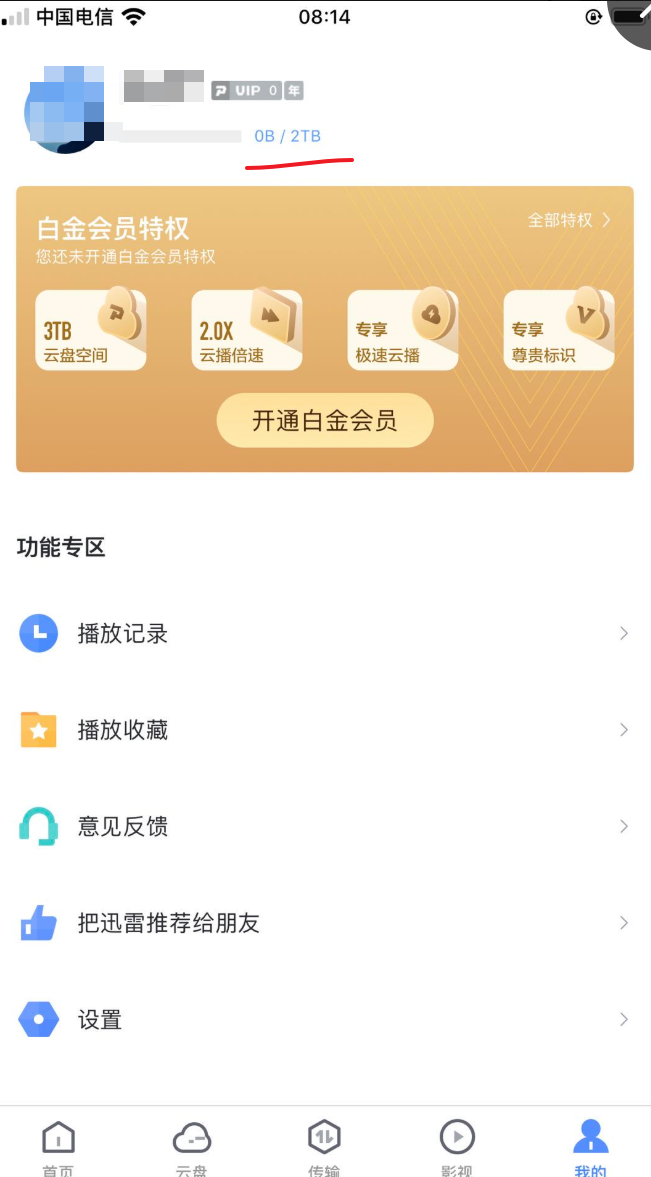 中国电信
08:14
VIP 0 年
0B / 2TB
白金会员特权
全部特权
您还未开通白金会员特权
3TB
云盘空间
2.0X
云播倍速
专享
极速云播
专享
尊贵标识
开通白金会员
功能专区
播放记录
播放收藏
意见反馈
把迅雷推荐给朋友
设置
首页
云盘
传输
影视
我的